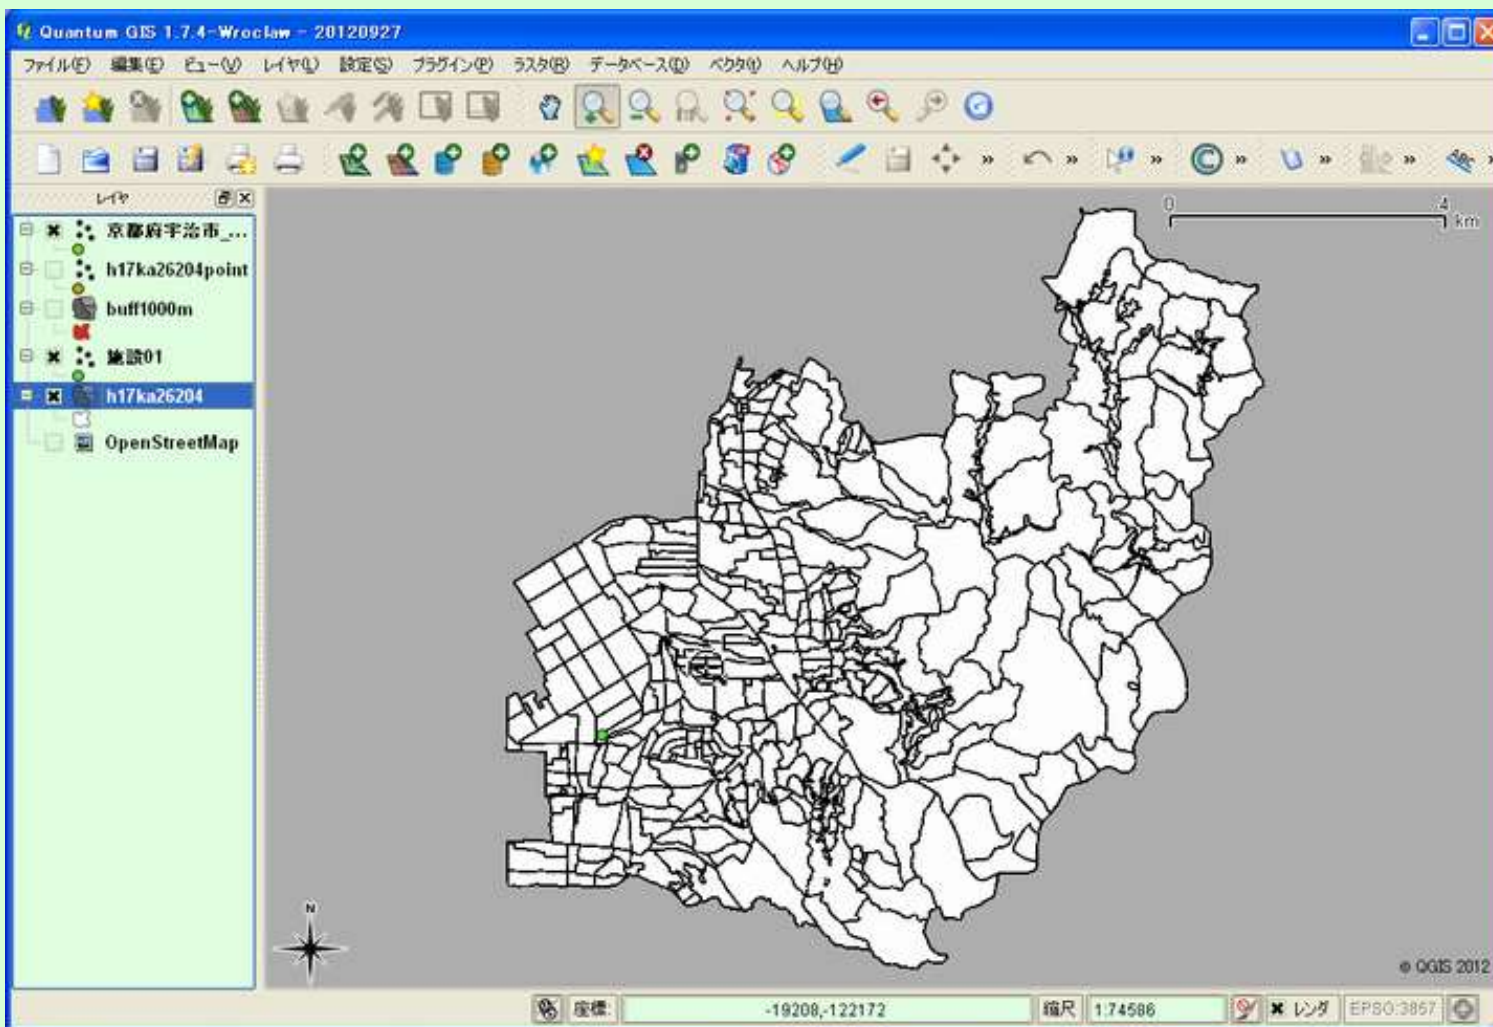 Quantum GIS 1.7.4-Wroclaw - 20120927
ファイル(F) 編集(E) ビュー(V) レイヤ(L) 設定(S) プラグイン(P) ラスタ(R) データベース(D) ベクタ(t) ヘルプ(H)
レイヤ
京都府宇治市_...
h17ka26204point
buff1000m
施設01
h17ka26204
OpenStreetMap
0 4
km
N
© QGIS 2012
座標: -19208,-122172 縮尺 1:74586 レンダ EPSG:3857